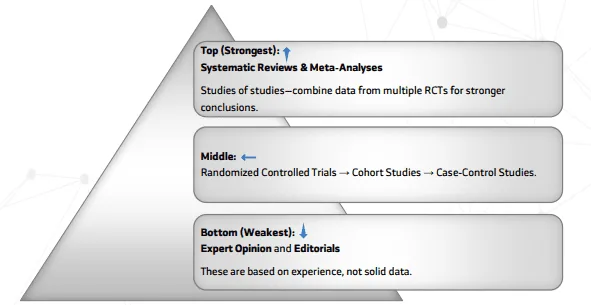 Top (Strongest):
Systematic Reviews & Meta-Analyses
Studies of studies—combine data from multiple RCTs for stronger
conclusions.
Middle:
Randomized Controlled Trials → Cohort Studies → Case-Control Studies.
Bottom (Weakest):
Expert Opinion and Editorials
These are based on experience, not solid data.